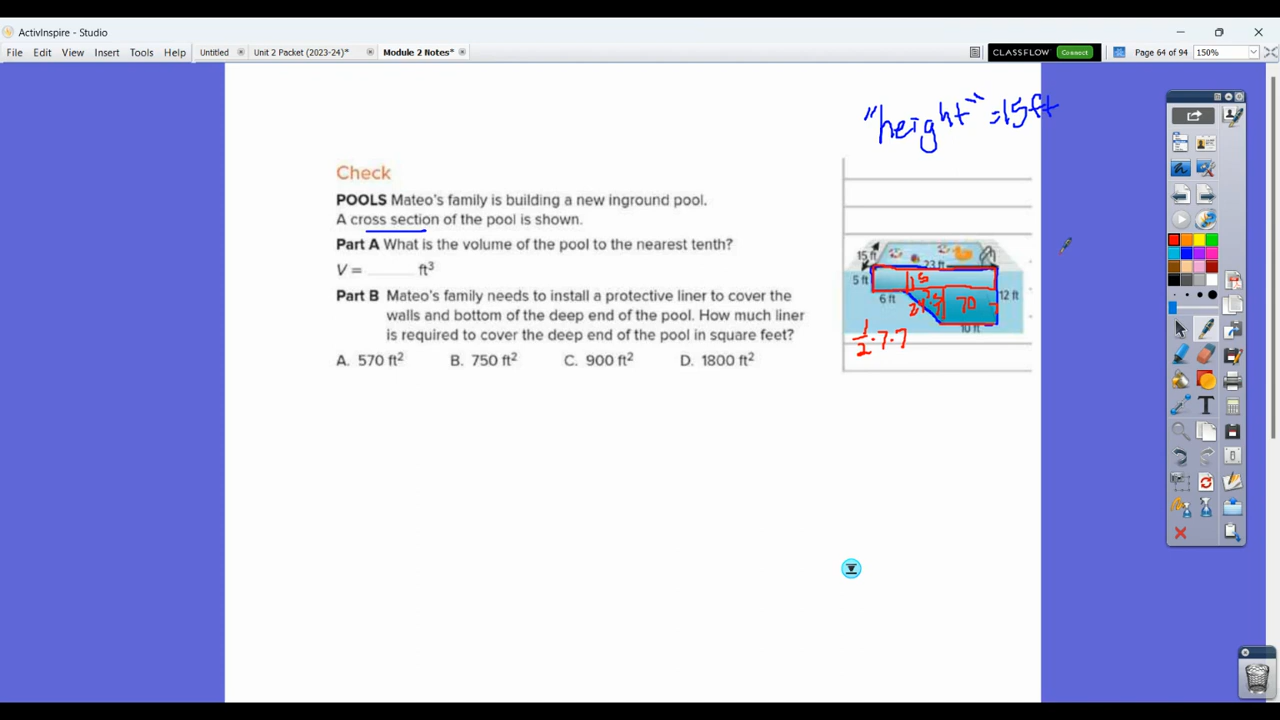 ActivInspire - Studio
File Edit View Insert Tools Help Untitled Unit 2 Packet (2023-24)* Module 2 Notes* CLASSFLOW Connect Page 64 of 94 150%
"height" = 15ft
Check
POOLS Mateo's family is building a new inground pool.
A cross section of the pool is shown.
Part A What is the volume of the pool to the nearest tenth?
V = ____ ft³
Part B Mateo's family needs to install a protective liner to cover the
walls and bottom of the deep end of the pool. How much liner
is required to cover the deep end of the pool in square feet?
A. 570 ft² B. 750 ft² C. 900 ft² D. 1800 ft²
15 ft
23 ft
5 ft
6 ft
12 ft
70
7
10 ft
1/2 · 7 · 7
T